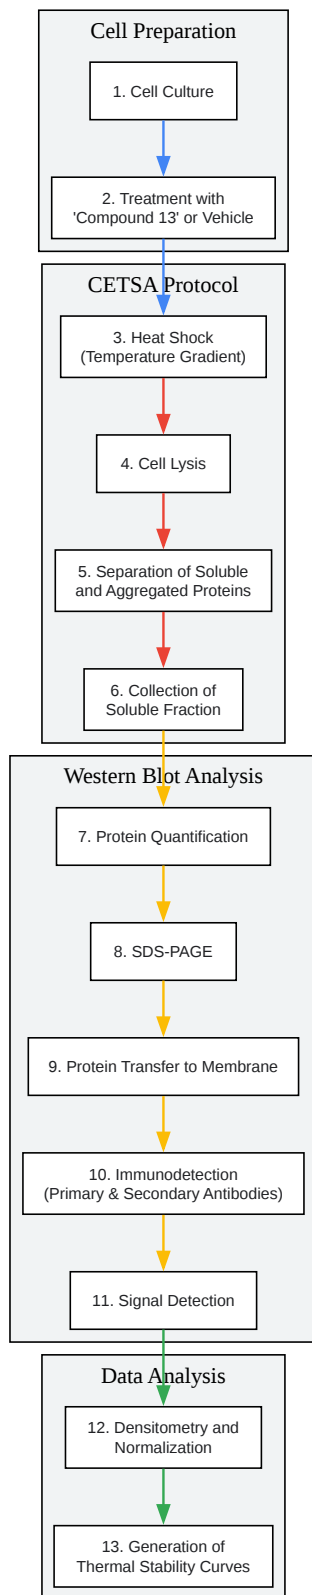 Cell Preparation
1. Cell Culture
2. Treatment with
'Compound 13' or Vehicle
CETSA Protocol
3. Heat Shock
(Temperature Gradient)
4. Cell Lysis
5. Separation of Soluble
and Aggregated Proteins
6. Collection of
Soluble Fraction
Western Blot Analysis
7. Protein Quantification
8. SDS-PAGE
9. Protein Transfer to Membrane
10. Immunodetection
(Primary & Secondary Antibodies)
11. Signal Detection
Data Analysis
12. Densitometry and
Normalization
13. Generation of
Thermal Stability Curves